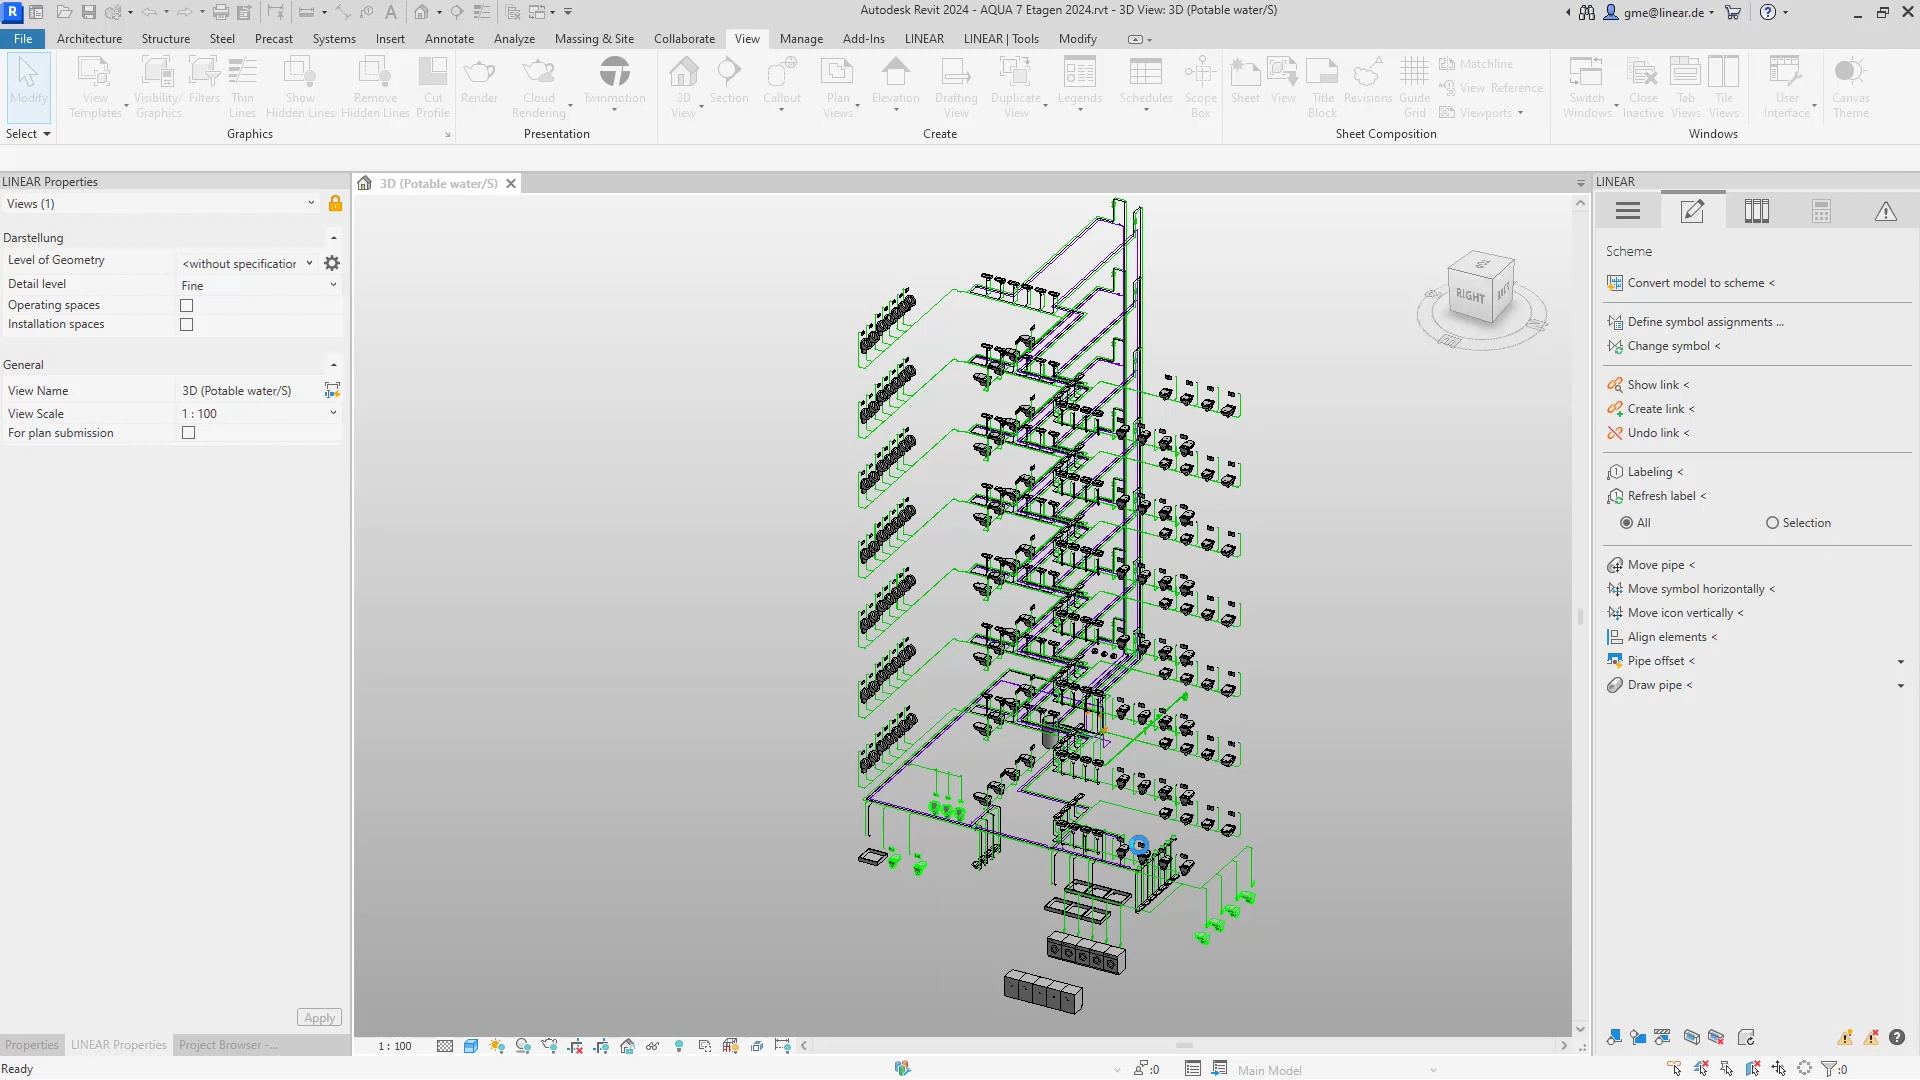 Autodesk Revit 2024 - AQUA 7 Etagen 2024.rvt - 3D View: 3D (Potable water/S)
gme@linear.de
File Architecture Structure Steel Precast Systems Insert Annotate Analyze Massing & Site Collaborate View Manage Add-Ins LINEAR LINEAR | Tools Modify
Modify
View Templates
Visibility/ Graphics
Filters
Thin Lines
Show Hidden Lines
Remove Hidden Lines
Cut Profile
Render
Cloud Rendering
Twinmotion
3D View
Section
Callout
Plan Views
Elevation
Drafting View
Duplicate View
Legends
Schedules
Scope Box
Sheet
View
Title Block
Revisions
Guide Grid
Matchline
View Reference
Viewports
Switch Windows
Close Inactive
Tab Views
Tile Views
User Interface
Canvas Theme
Select Graphics Presentation Create Sheet Composition Windows
LINEAR Properties
Views (1)
Darstellung
Level of Geometry <without specification
Detail level Fine
Operating spaces
Installation spaces
General
View Name 3D (Potable water/S)
View Scale 1 : 100
For plan submission
Apply
Properties LINEAR Properties Project Browser -...
3D (Potable water/S)
RIGHT
LINEAR
Scheme
Convert model to scheme <
Define symbol assignments ...
Change symbol <
Show link <
Create link <
Undo link <
Labeling <
Refresh label <
All Selection
Move pipe <
Move symbol horizontally <
Move icon vertically <
Align elements <
Pipe offset <
Draw pipe <
1 : 100
Ready
:0
Main Model
:0